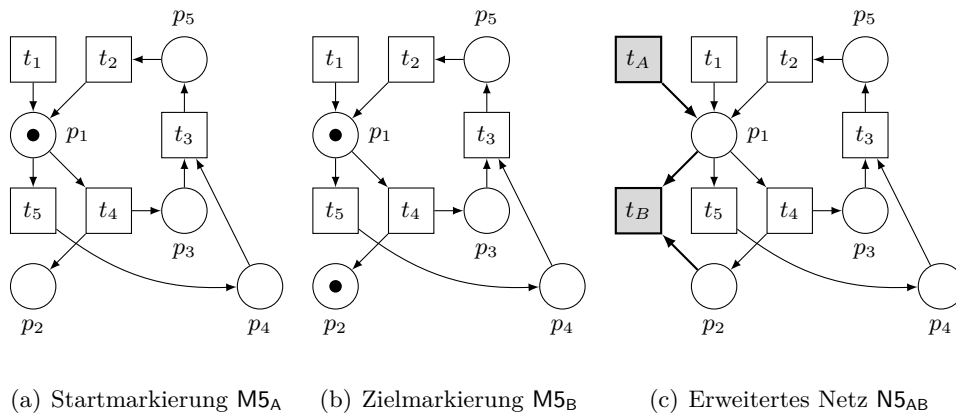 p5 p5 p5
t1 t2 t1 t2 tA t1 t2
p1 t3 p1 t3 p1 t3
t5 t4 t5 t4 tB t5 t4
p3 p3 p3
p2 p4 p2 p4 p2 p4
(a) Startmarkierung M5A (b) Zielmarkierung M5B (c) Erweitertes Netz N5AB